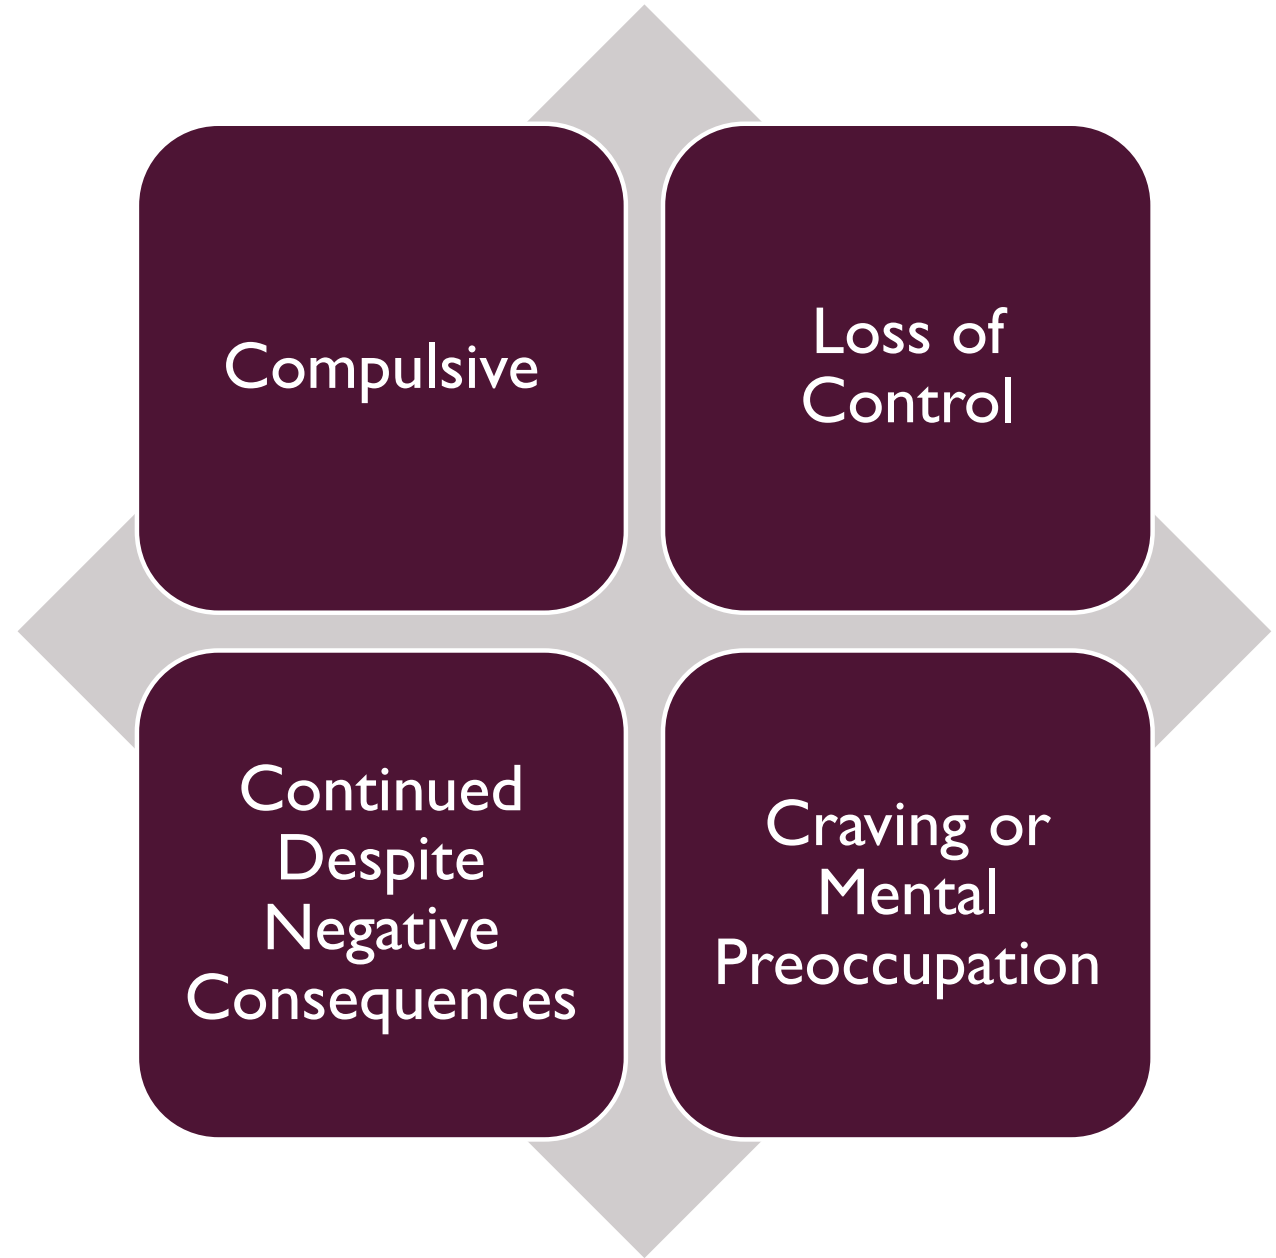 Compulsive
Loss of
Control
Continued
Despite
Negative
Consequences
Craving or
Mental
Preoccupation